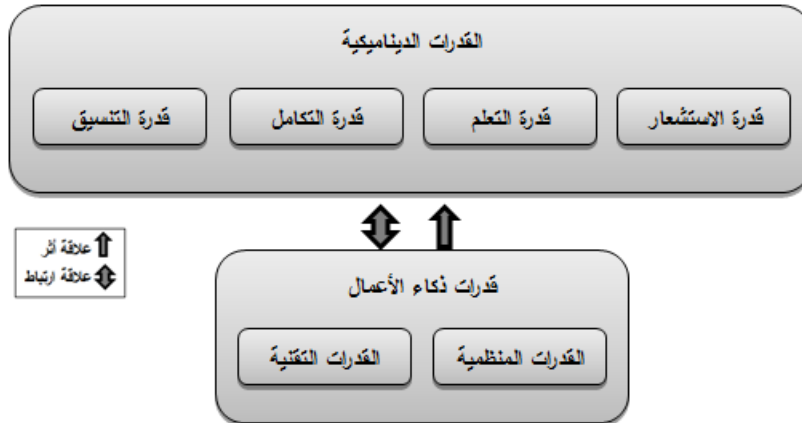 القدرات الديناميكية
قدرة الاستشعار
قدرة التعلم
قدرة التكامل
قدرة التنسيق
علاقة أثر
علاقة ارتباط
قدرات ذكاء الأعمال
القدرات المنظمية
القدرات التقنية